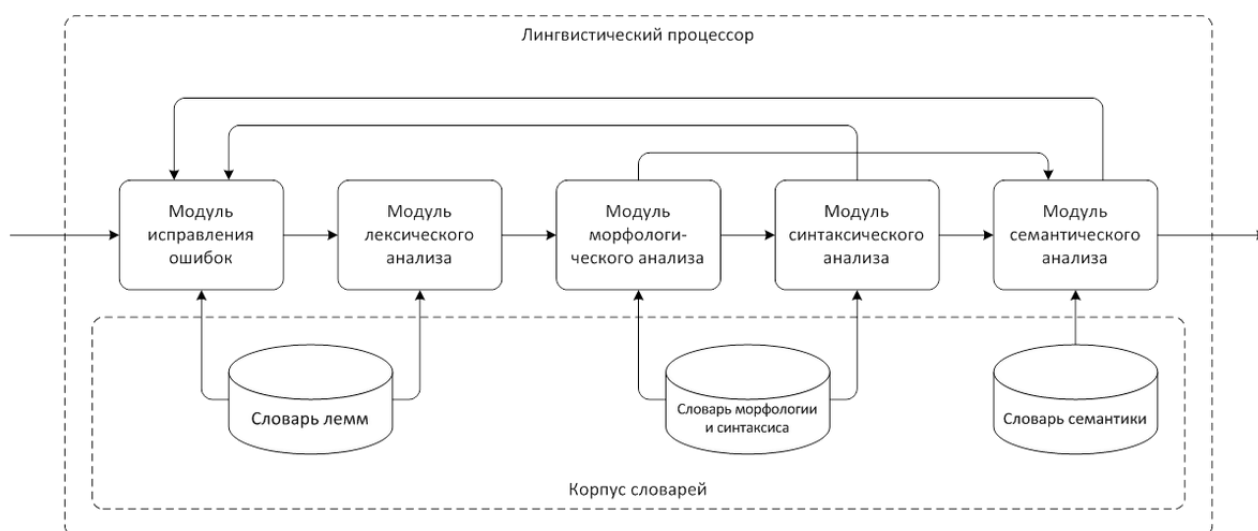 Лингвистический процессор
Модуль
исправления
ошибок
Модуль
лексического
анализа
Модуль
морфологи-
ческого анализа
Модуль
синтаксического
анализа
Модуль
семантического
анализа
Словарь лемм
Словарь морфологии
и синтаксиса
Словарь семантики
Корпус словарей